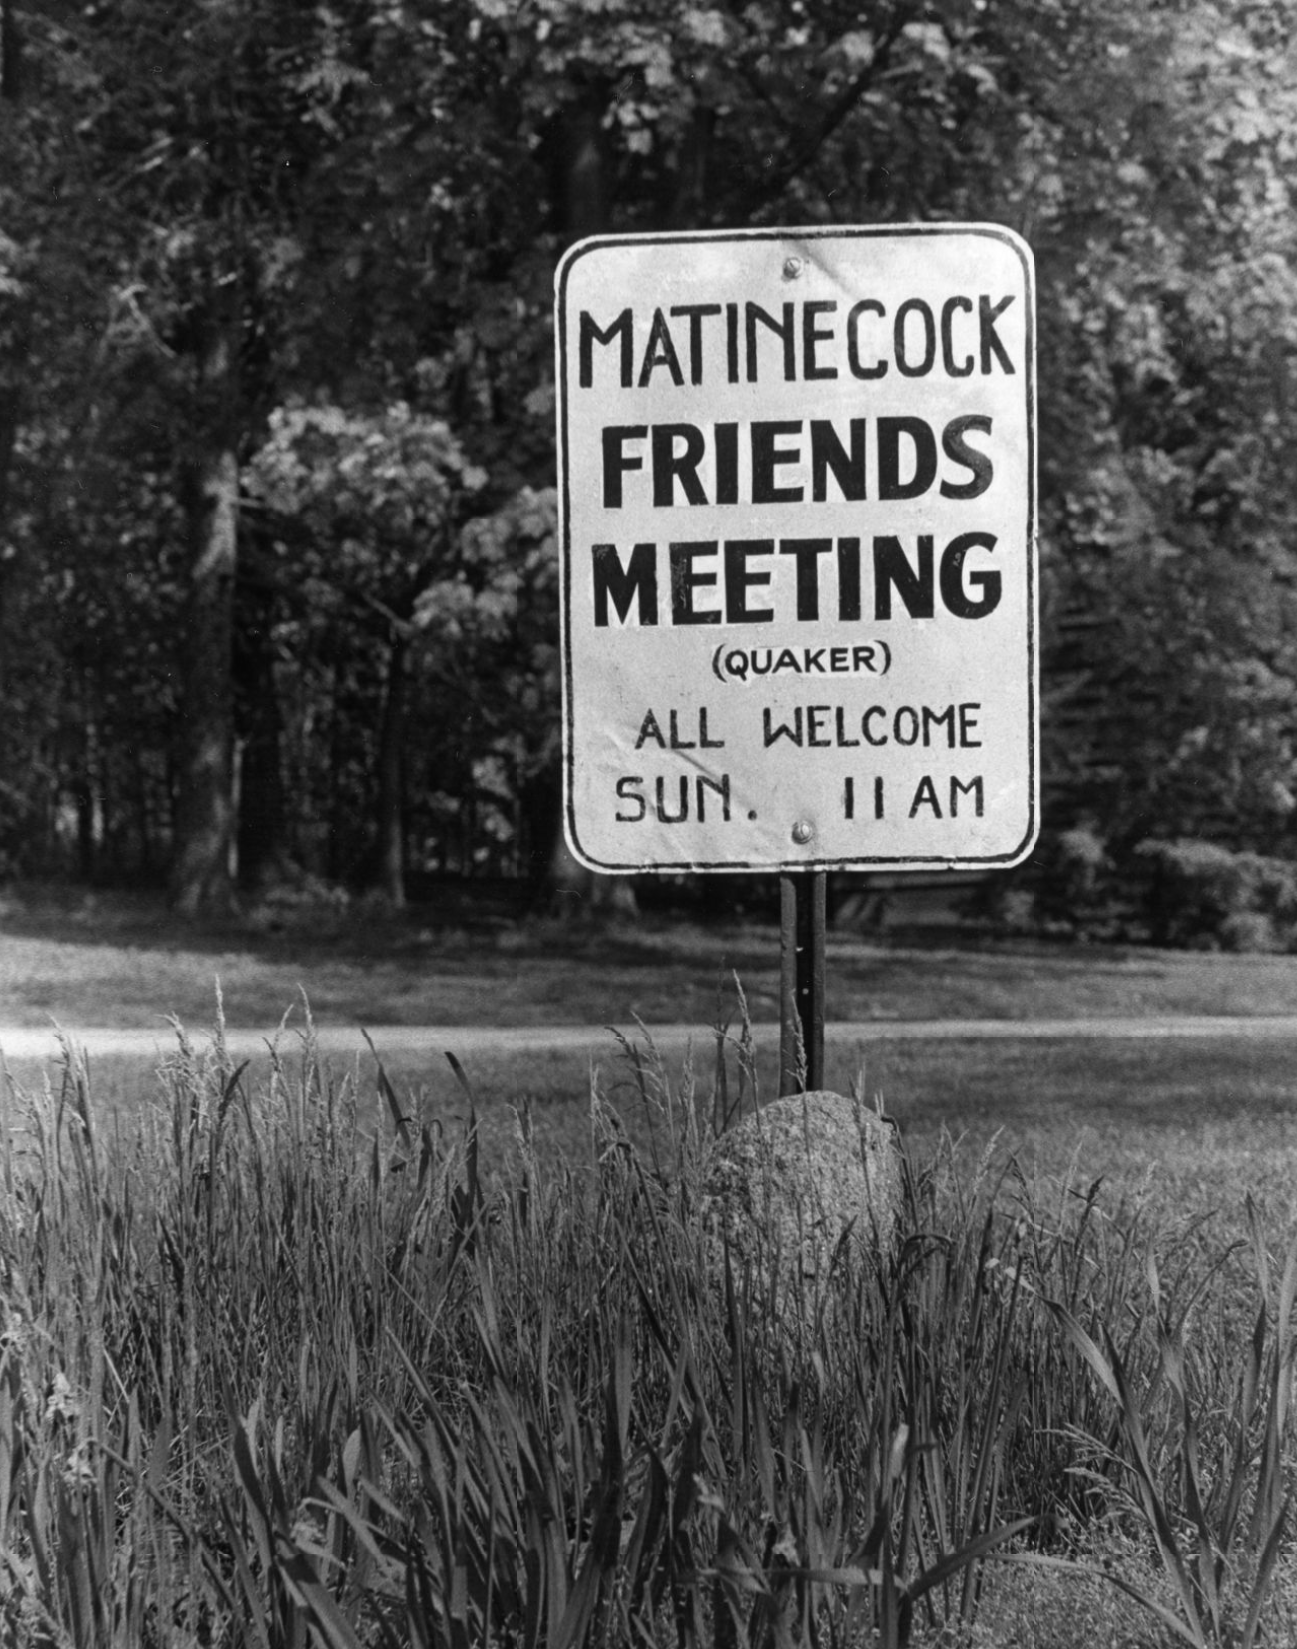 MATINECOCK
FRIENDS
MEETING
(QUAKER)
ALL WELCOME
SUN. 11 AM